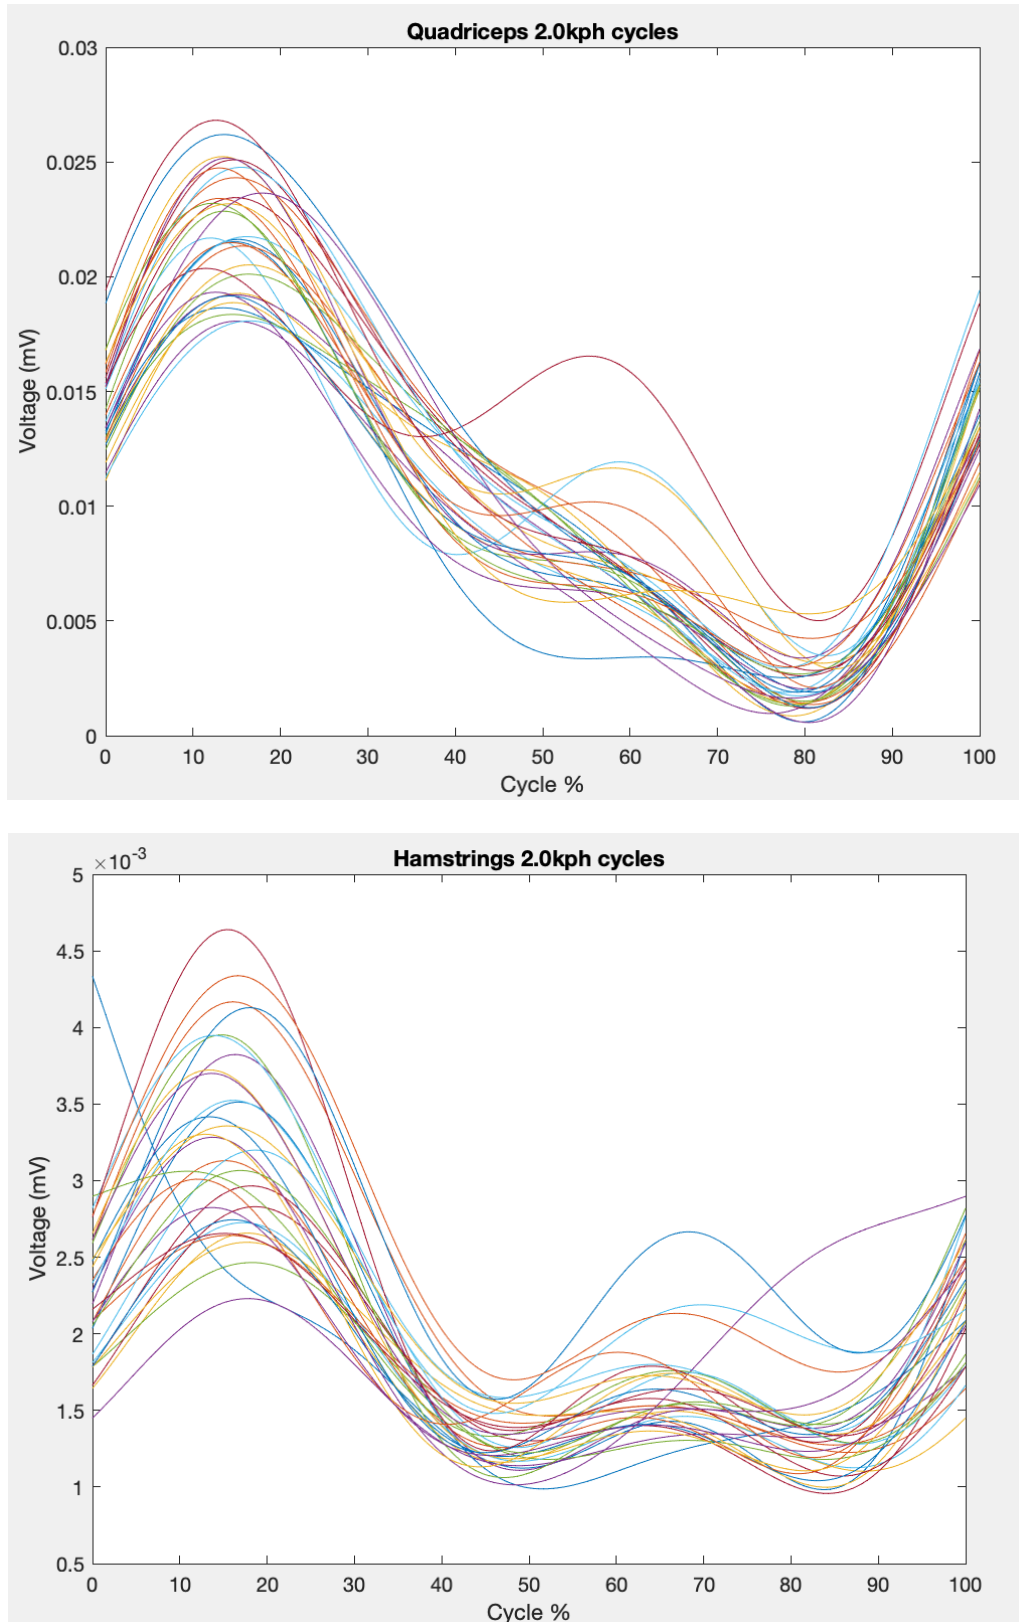 Quadriceps 2.0kph cycles
0.03
0.025
0.02
0.015
0.01
0.005
0
Voltage (mV)
0 10 20 30 40 50 60 70 80 90 100
Cycle %
Hamstrings 2.0kph cycles
×10-3
5
4.5
4
3.5
3
2.5
2
1.5
1
0.5
Voltage (mV)
0 10 20 30 40 50 60 70 80 90 100
Cycle %